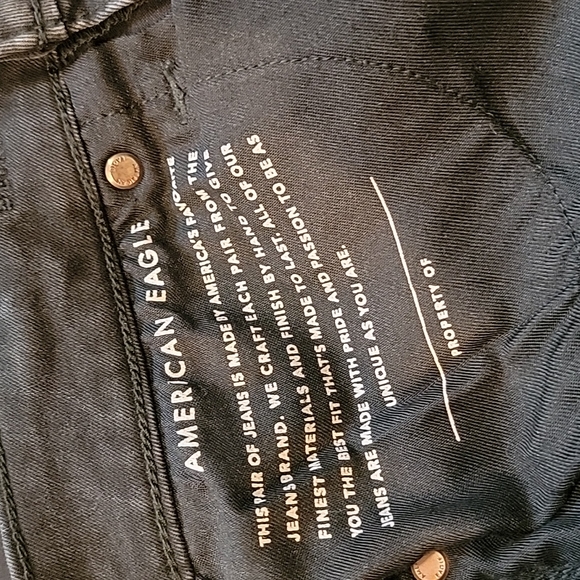 AMERICAN EAGLE
THIS PAIR OF JEANS IS MADE BY AMERICA'S FAVORITE
JEANS BRAND. WE CRAFT EACH PAIR FROM THE
FINEST MATERIALS AND FINISH BY HAND TO GIVE
YOU THE BEST FIT THAT'S MADE TO LAST. ALL OF OUR
JEANS ARE MADE WITH PRIDE AND PASSION TO BE AS
UNIQUE AS YOU ARE.
PROPERTY OF